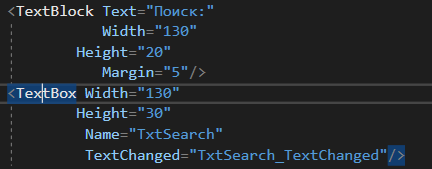 <TextBlock Text="Поиск:"
Width="130"
Height="20"
Margin="5"/>
<TextBox Width="130"
Height="30"
Name="TxtSearch"
TextChanged="TxtSearch_TextChanged"/>